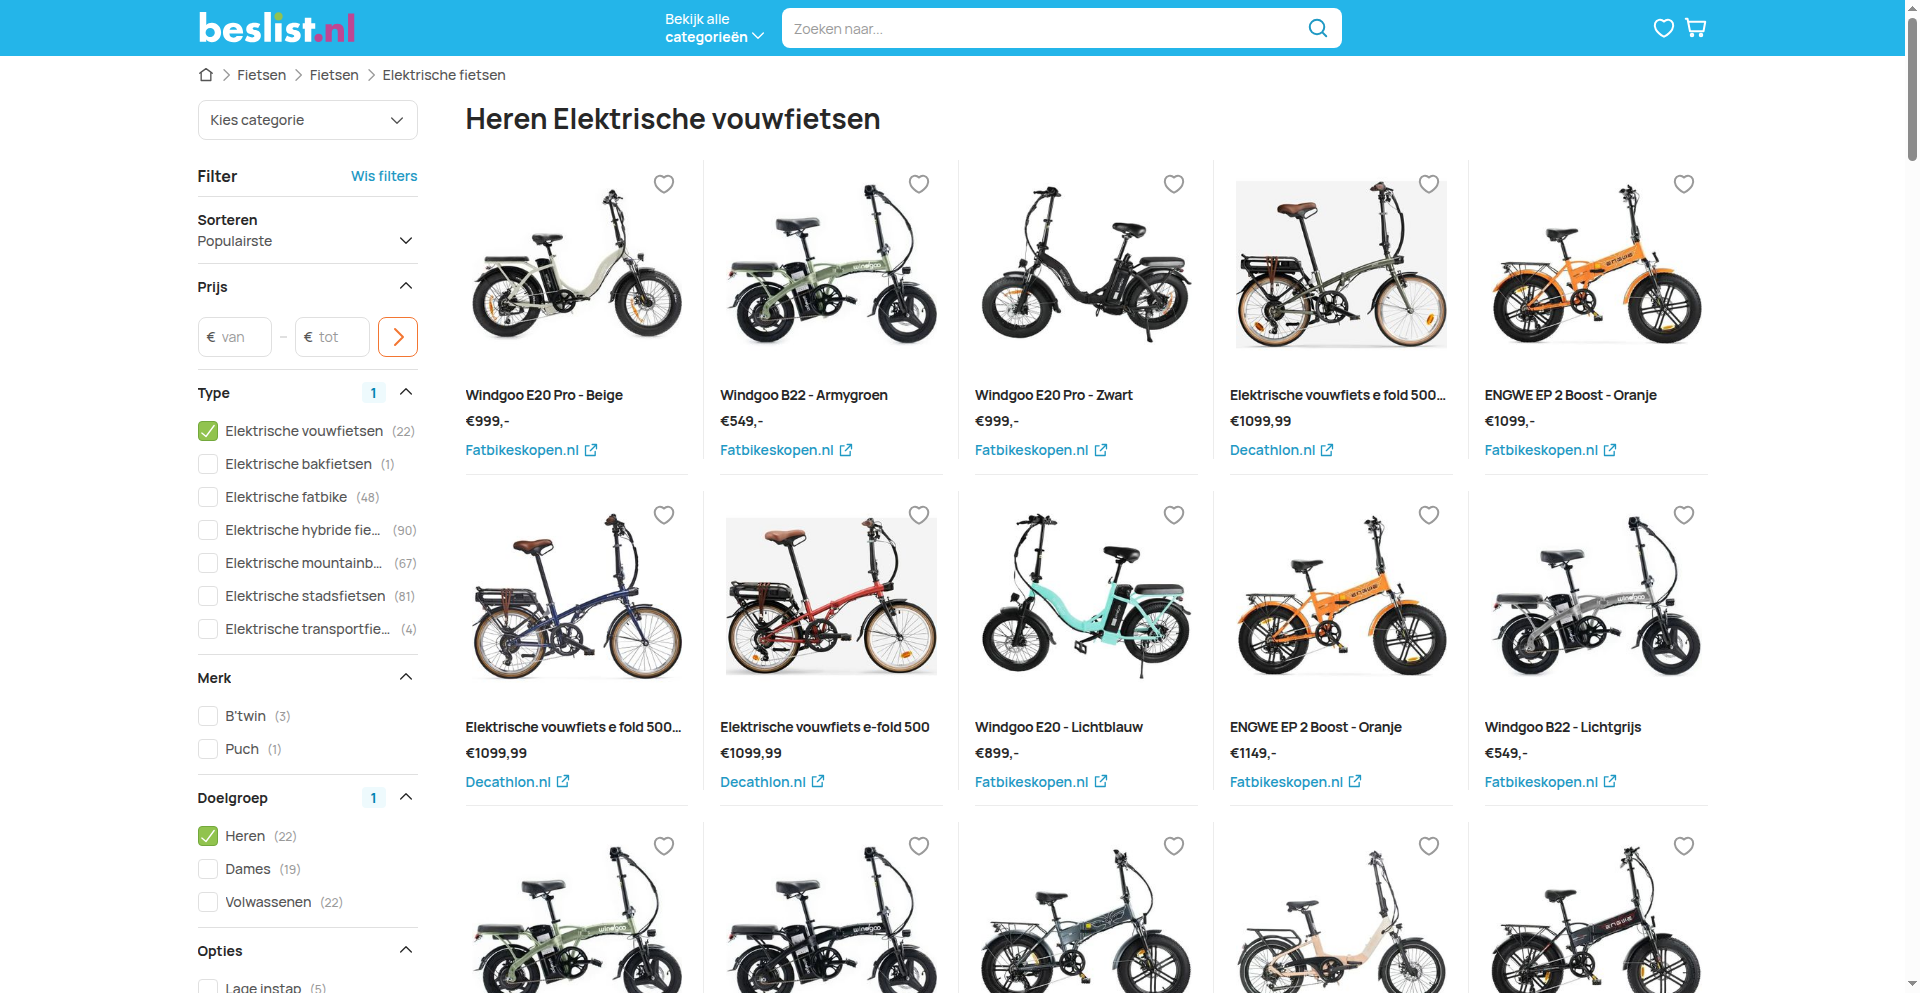 beslist.nl
Bekijk alle
categorieën
Zoeken naar...
Fietsen
Fietsen
Elektrische fietsen
Kies categorie
Heren Elektrische vouwfietsen
Filter
Wis filters
Sorteren
Populairste
Prijs
€ van
–
€ tot
Type
1
Elektrische vouwfietsen (22)
Elektrische bakfietsen (1)
Elektrische fatbike (48)
Elektrische hybride fie... (90)
Elektrische mountainb... (67)
Elektrische stadsfietsen (81)
Elektrische transportfie... (4)
Merk
B'twin (3)
Puch (1)
Doelgroep
1
Heren (22)
Dames (19)
Volwassenen (22)
Opties
Lage instap (5)
Windgoo E20 Pro - Beige
€999,-
Fatbikeskopen.nl
Windgoo B22 - Armygroen
€549,-
Fatbikeskopen.nl
Windgoo E20 Pro - Zwart
€999,-
Fatbikeskopen.nl
Elektrische vouwfiets e fold 500...
€1099,99
Decathlon.nl
ENGWE EP 2 Boost - Oranje
€1099,-
Fatbikeskopen.nl
Elektrische vouwfiets e fold 500...
€1099,99
Decathlon.nl
Elektrische vouwfiets e-fold 500
€1099,99
Decathlon.nl
Windgoo E20 - Lichtblauw
€899,-
Fatbikeskopen.nl
ENGWE EP 2 Boost - Oranje
€1149,-
Fatbikeskopen.nl
Windgoo B22 - Lichtgrijs
€549,-
Fatbikeskopen.nl